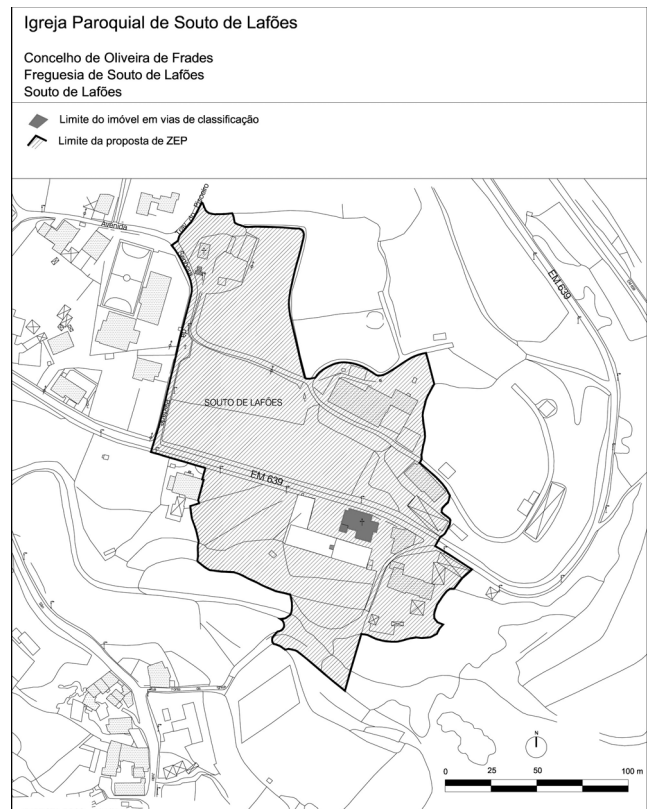 Igreja Paroquial de Souto de Lafões
Concelho de Oliveira de Frades
Freguesia de Souto de Lafões
Souto de Lafões
Limite do imóvel em vias de classificação
Limite da proposta de ZEP
Avenida
EM 639
SOUTO DE LAFÕES
EM 639
N
0 25 50 100 m